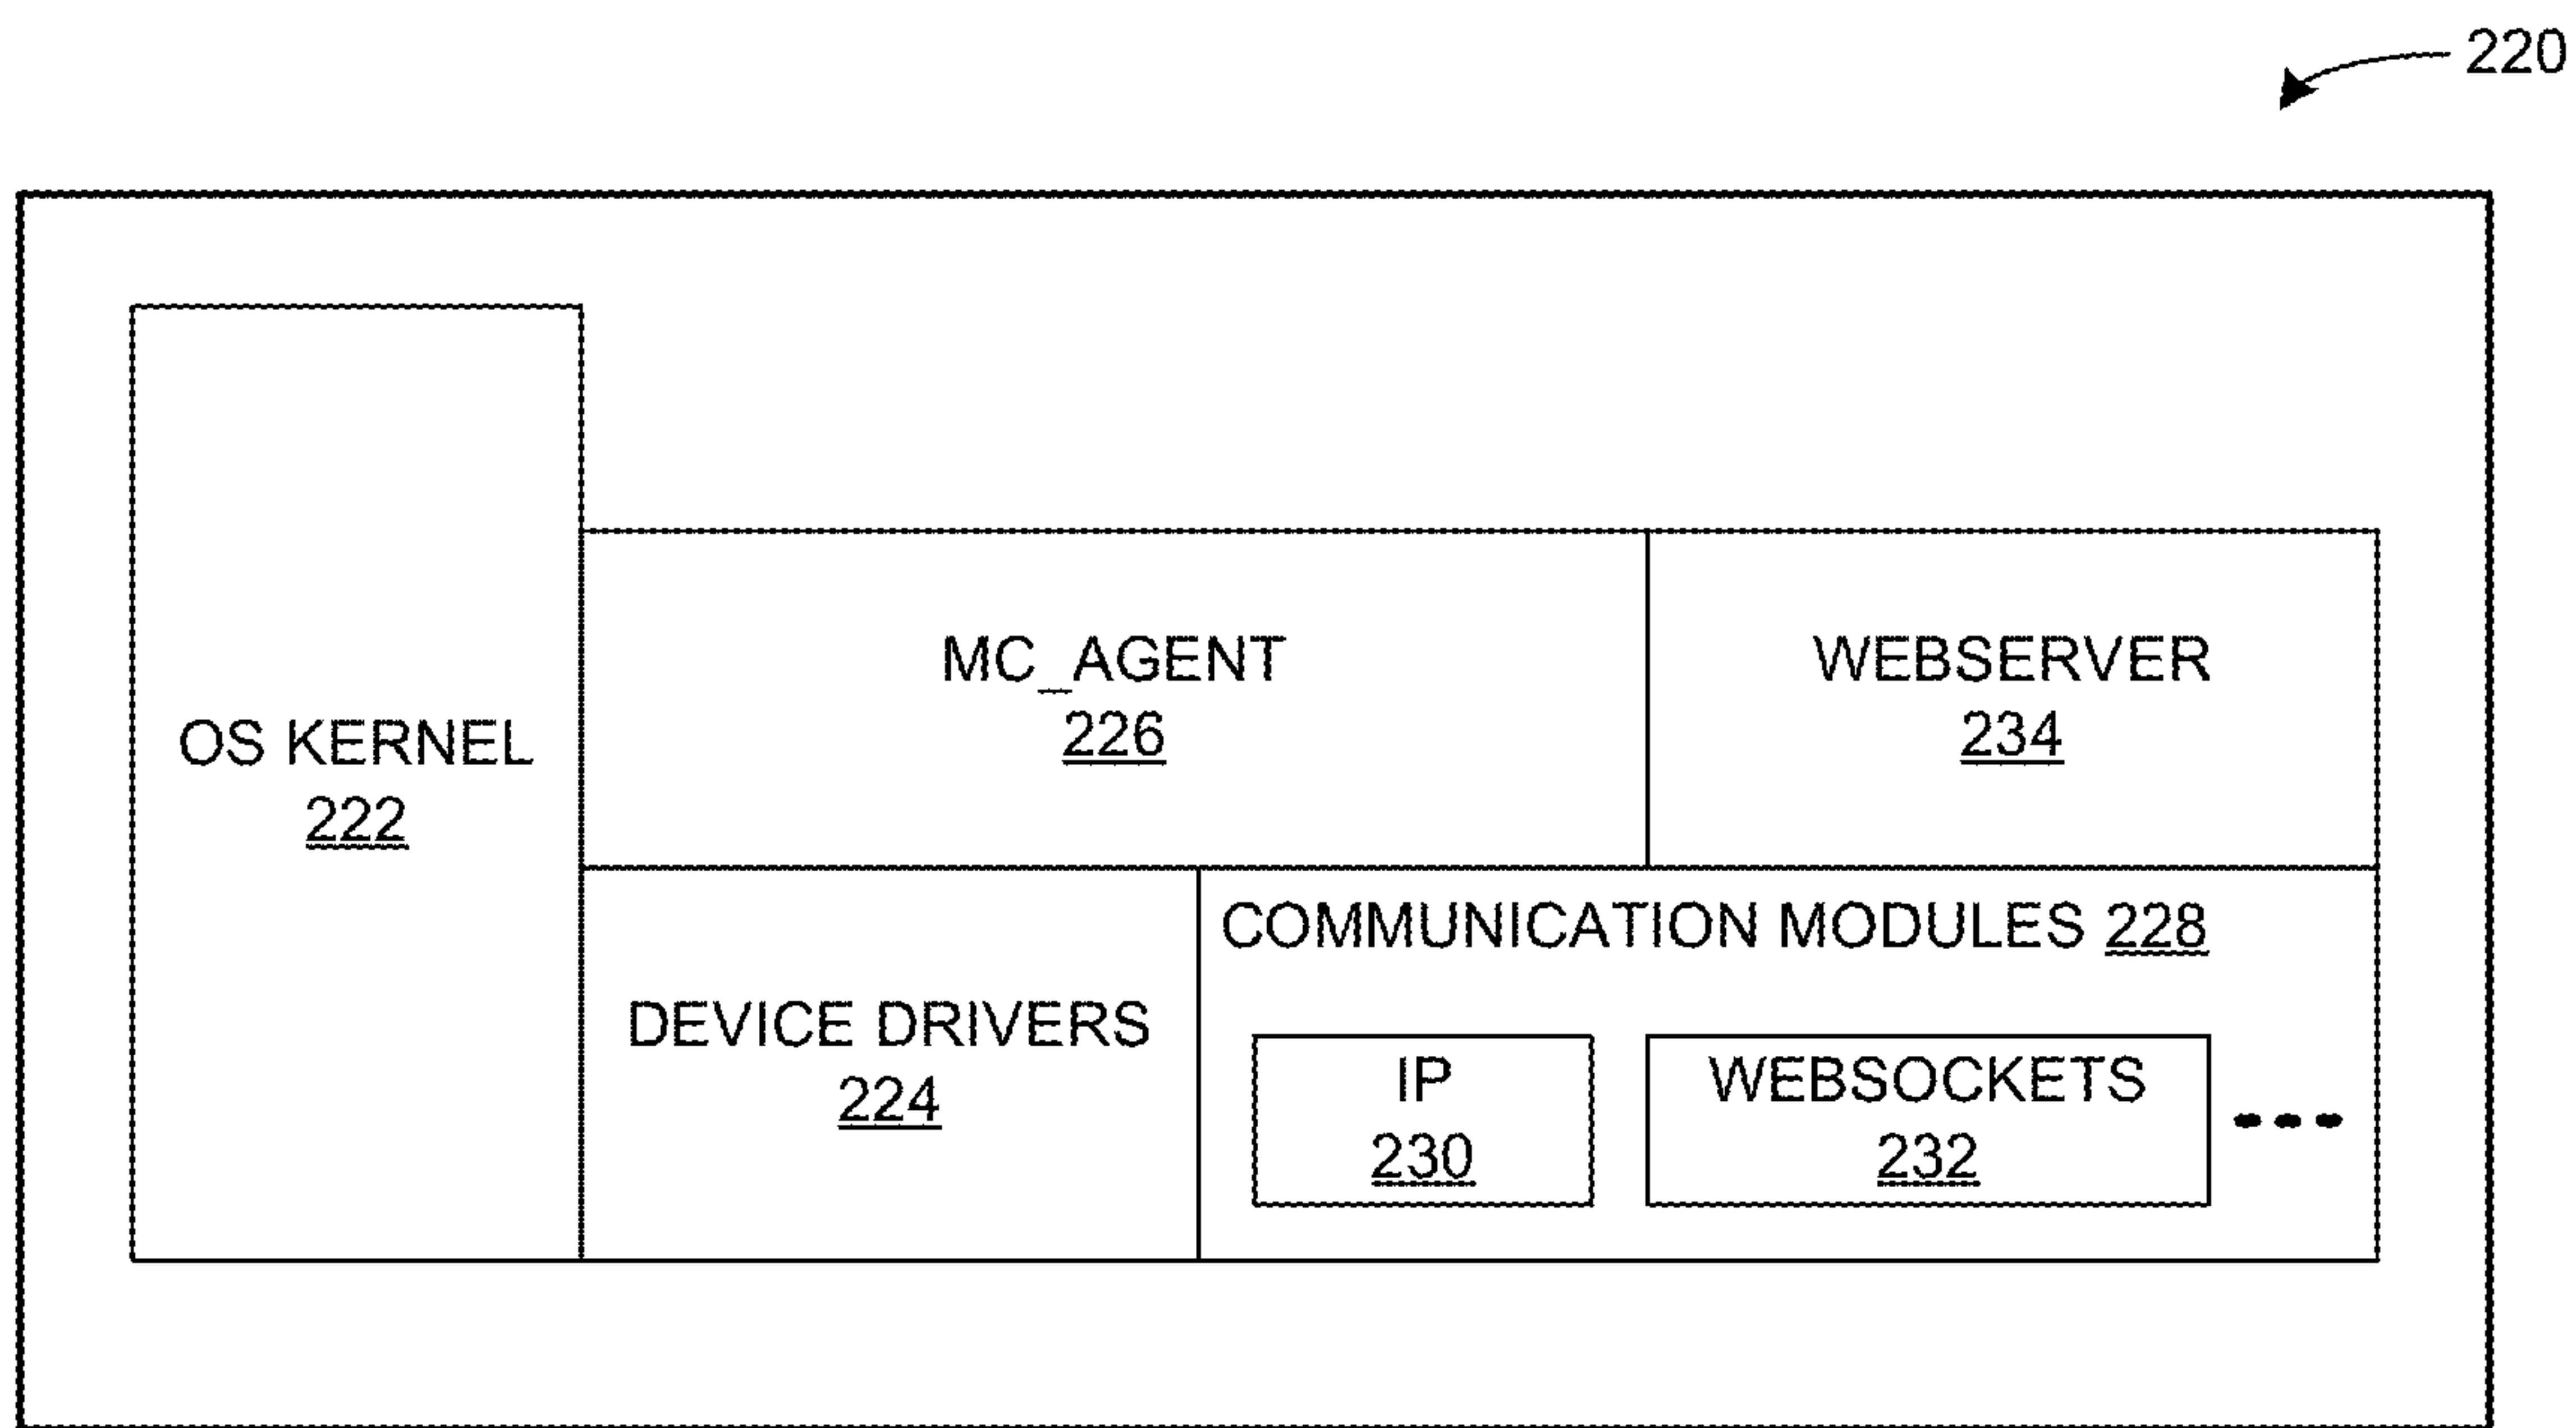 220
OS KERNEL
222
MC_AGENT
226
WEBSERVER
234
DEVICE DRIVERS
224
COMMUNICATION MODULES 228
IP
230
WEBSOCKETS
232